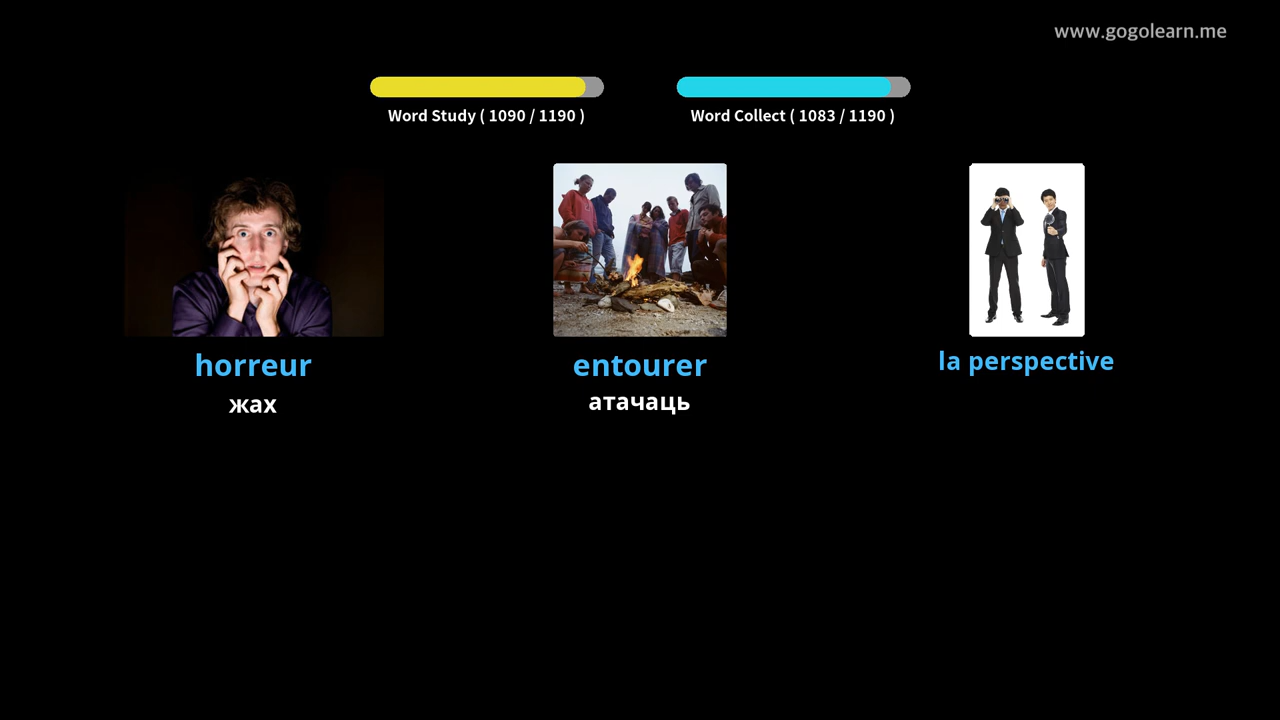 www.gogolearn.me
Word Study ( 1090 / 1190 )
Word Collect ( 1083 / 1190 )
horreur
жах
entourer
атачаць
la perspective